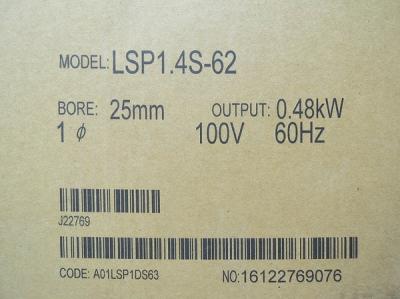 MODEL: LSP1.4S-62
BORE: 25mm OUTPUT: 0.48kW
1 ϕ 100V 60Hz
J22769
CODE: A01LSP1DS63 NO:16122769076